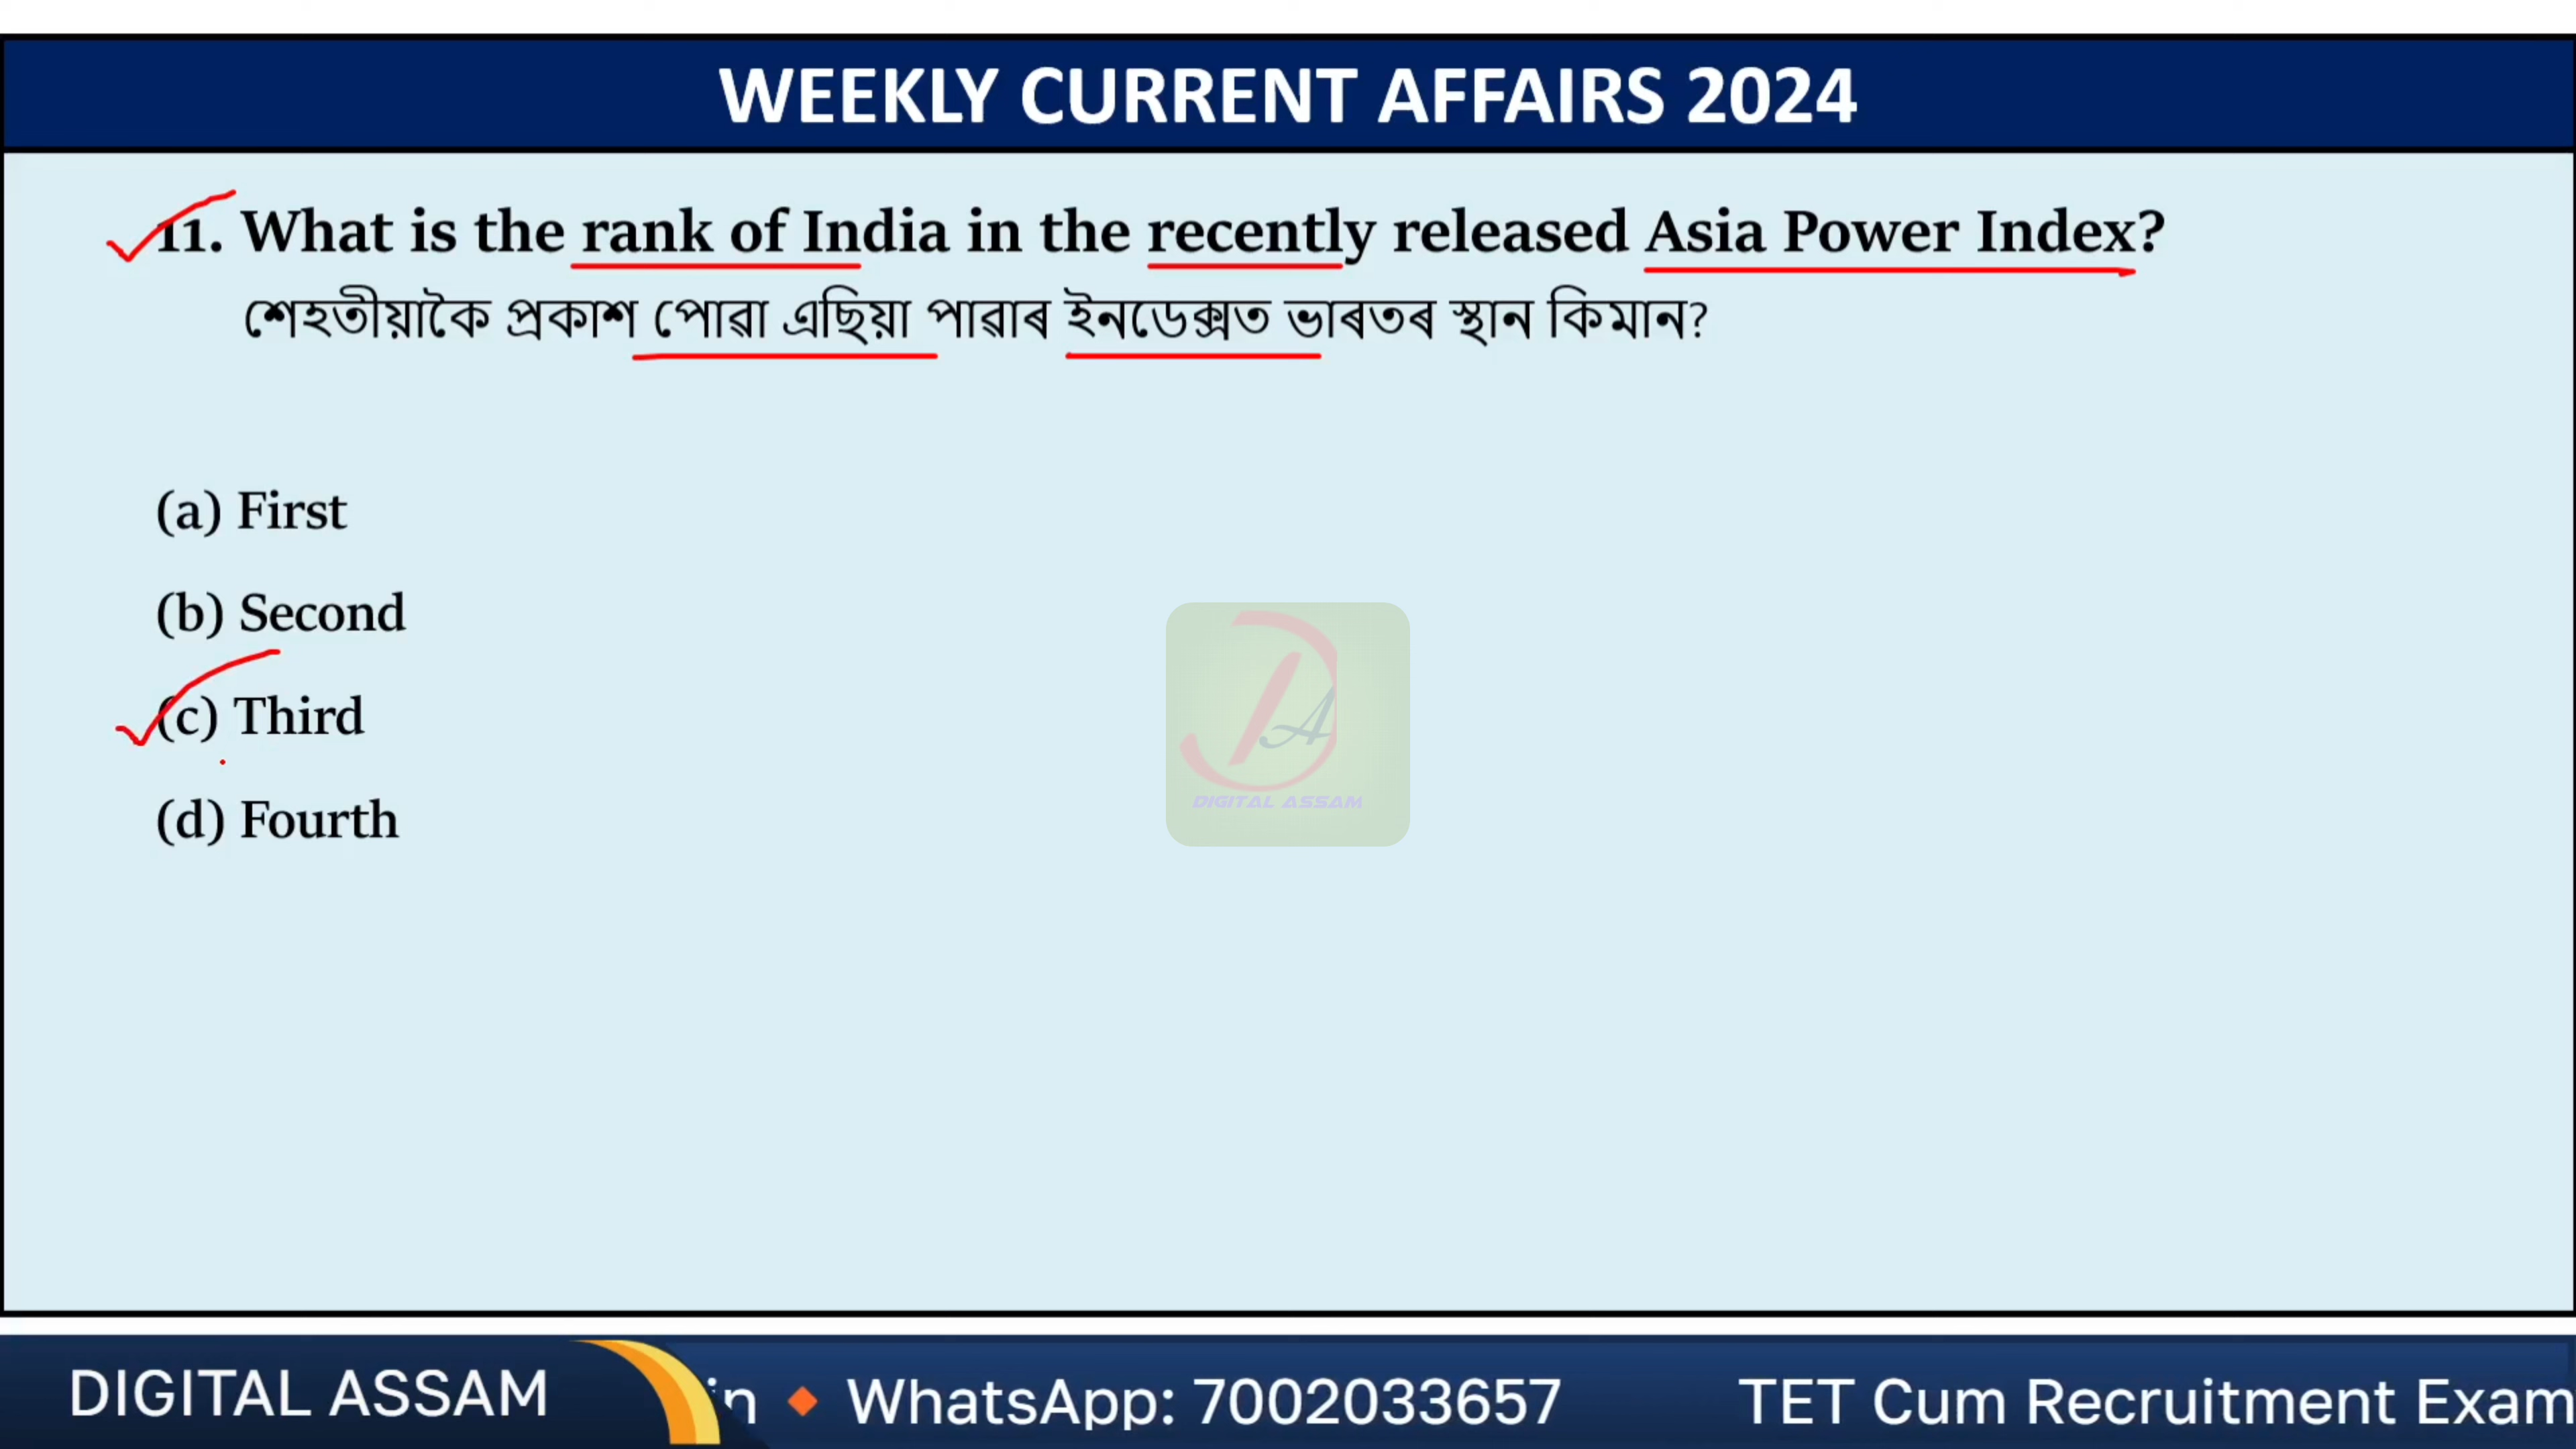 WEEKLY CURRENT AFFAIRS 2024
11. What is the rank of India in the recently released Asia Power Index?
শেহতীয়াকৈ প্ৰকাশ পোৱা এছিয়া পাৱাৰ ইনডেক্সত ভাৰতৰ স্থান কিমান?
(a) First
(b) Second
(c) Third
(d) Fourth
DA
DIGITAL ASSAM
DIGITAL ASSAM
in ♦ WhatsApp: 7002033657 TET Cum Recruitment Exam